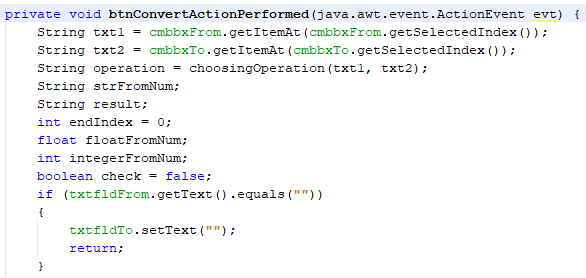 private void btnConvertActionPerformed(java.awt.event.ActionEvent evt) {
String txt1 = cmbbxFrom.getItemAt(cmbbxFrom.getSelectedIndex());
String txt2 = cmbbxTo.getItemAt(cmbbxTo.getSelectedIndex());
String operation = choosingOperation(txt1, txt2);
String strFromNum;
String result;
int endIndex = 0;
float floatFromNum;
int integerFromNum;
boolean check = false;
if (txtfldFrom.getText().equals(""))
{
txtfldTo.setText("");
return;
}